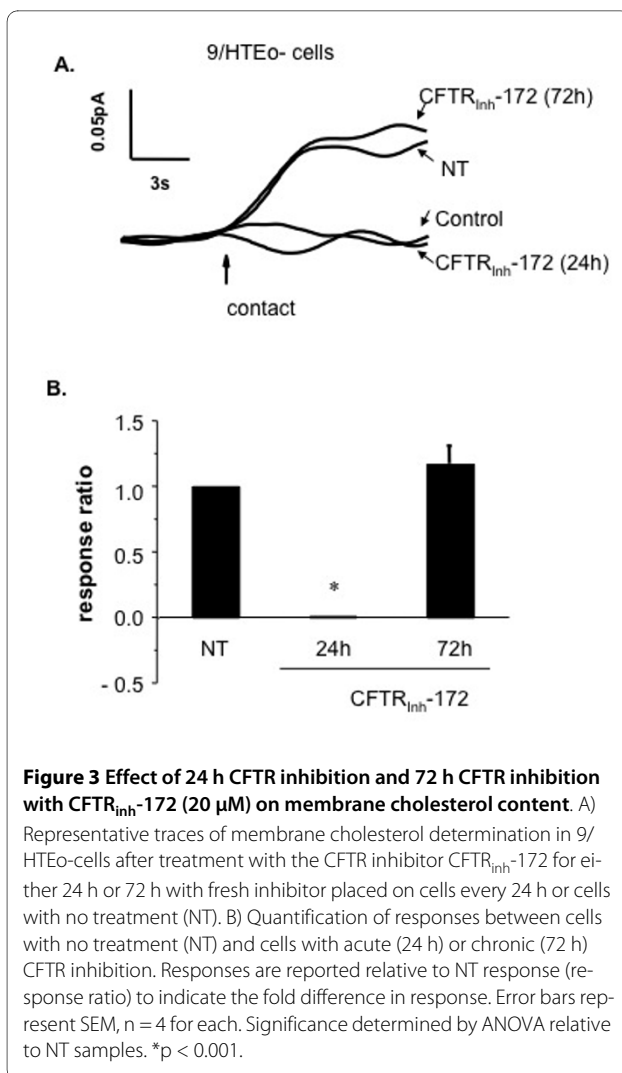 9/HTEo- cells
A.
0.05pA
3s
CFTRInh-172 (72h)
NT
Control
CFTRInh-172 (24h)
contact
B.
response ratio
1.5
1.0
0.5
0.0
- 0.5
*
NT
24h
72h
CFTRInh-172
Figure 3 Effect of 24 h CFTR inhibition and 72 h CFTR inhibition
with CFTRinh-172 (20 μM) on membrane cholesterol content. A)
Representative traces of membrane cholesterol determination in 9/
HTEo-cells after treatment with the CFTR inhibitor CFTRinh-172 for ei-
ther 24 h or 72 h with fresh inhibitor placed on cells every 24 h or cells
with no treatment (NT). B) Quantification of responses between cells
with no treatment (NT) and cells with acute (24 h) or chronic (72 h)
CFTR inhibition. Responses are reported relative to NT response (re-
sponse ratio) to indicate the fold difference in response. Error bars rep-
resent SEM, n = 4 for each. Significance determined by ANOVA relative
to NT samples. *p < 0.001.